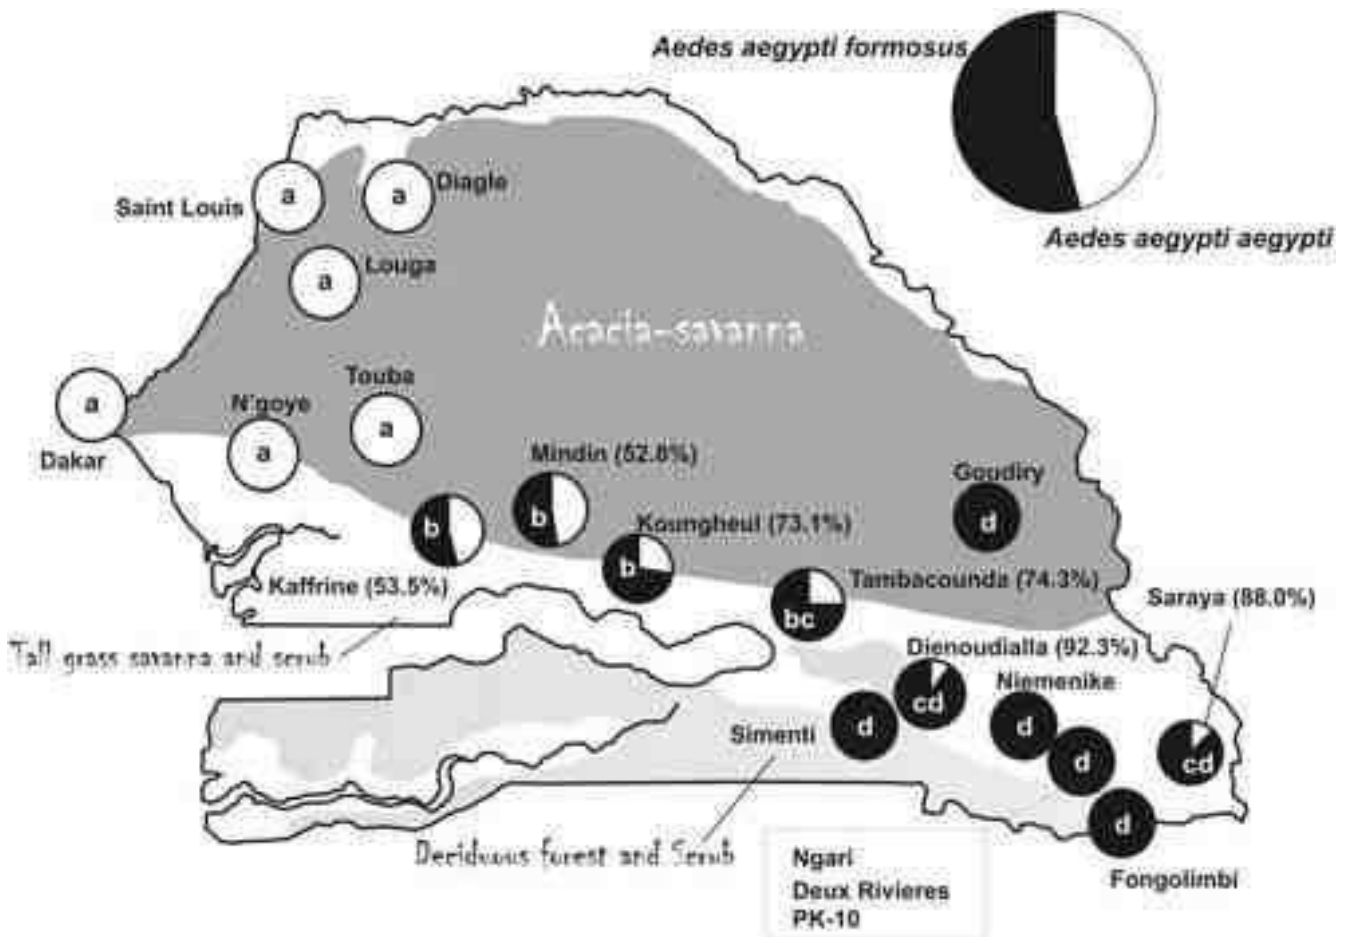 Aedes aegypti formosus
Aedes aegypti aegypti
Saint Louis
a
a
Diagle
a
Louga
Acacia-savanna
Touba
a
Dakar
N'goye
a
a
Mindin (52.8%)
b
b
Kaffrine (53.5%)
Koungheul (73.1%)
b
Goudiry
d
Tambacounda (74.3%)
bc
Saraya (88.0%)
Tall grass savanna and scrub
Dienoudialla (92.3%)
cd
Niemenike
d
Simenti
d
d
cd
d
Deciduous forest and Scrub
Ngari
Deux Rivieres
PK-10
Fongolimbi